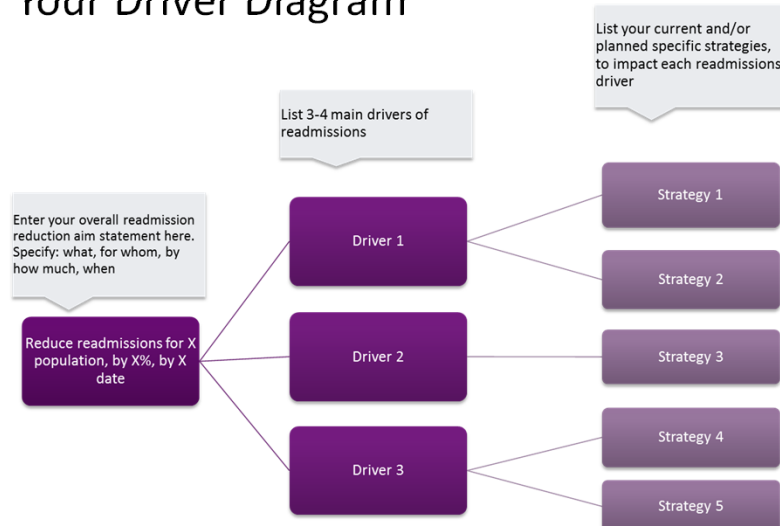 Your Driver Diagram
List your current and/or
planned specific strategies,
to impact each readmissions
driver
List 3-4 main drivers of
readmissions
Enter your overall readmission
reduction aim statement here.
Specify: what, for whom, by
how much, when
Reduce readmissions for X
population, by X%, by X
date
Driver 1
Driver 2
Driver 3
Strategy 1
Strategy 2
Strategy 3
Strategy 4
Strategy 5